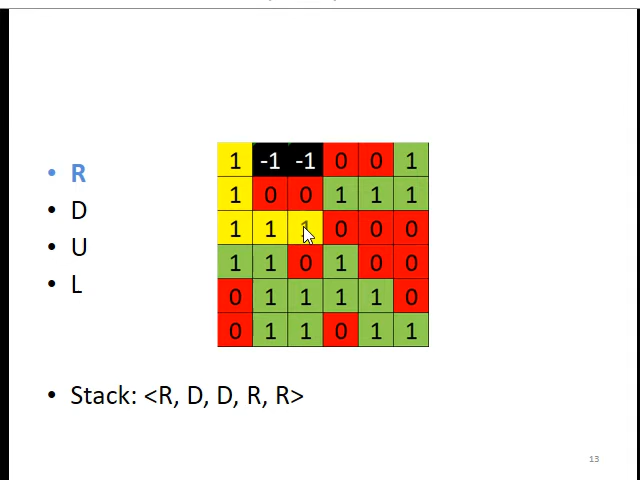 • R
• D
• U
• L
1 -1 -1 0 0 1
1 0 0 1 1 1
1 1 1 0 0 0
1 1 0 1 0 0
0 1 1 1 1 0
0 1 1 0 1 1
• Stack: <R, D, D, R, R>
13